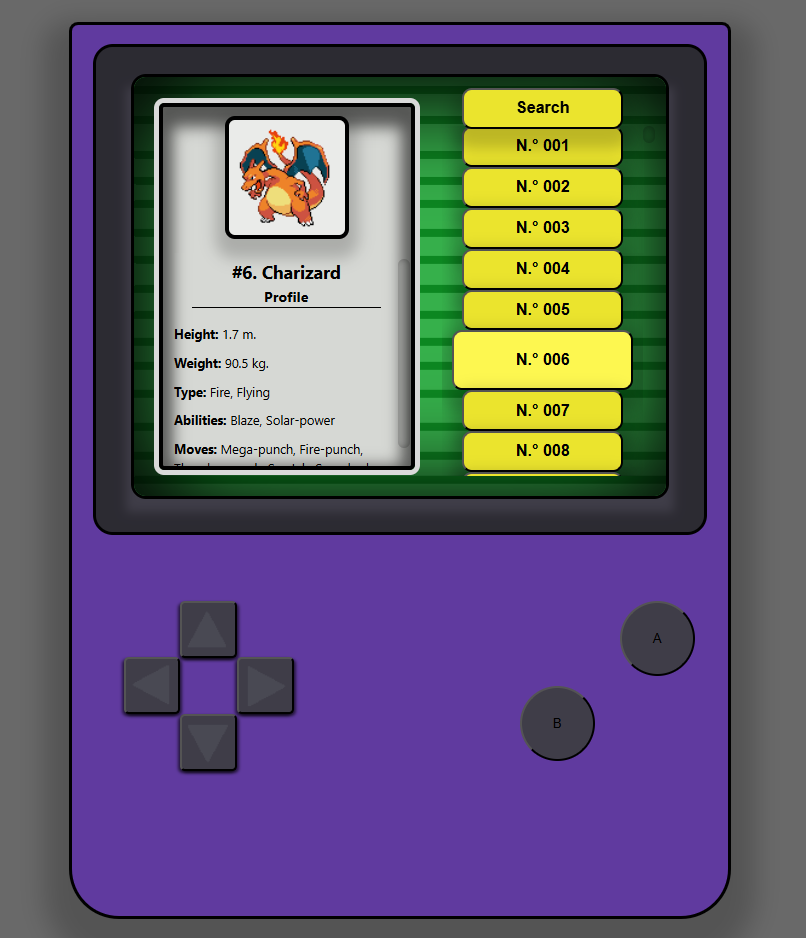 #6. Charizard
Profile
Height: 1.7 m.
Weight: 90.5 kg.
Type: Fire, Flying
Abilities: Blaze, Solar-power
Moves: Mega-punch, Fire-punch,
Search
N.° 001
N.° 002
N.° 003
N.° 004
N.° 005
N.° 006
N.° 007
N.° 008
A
B